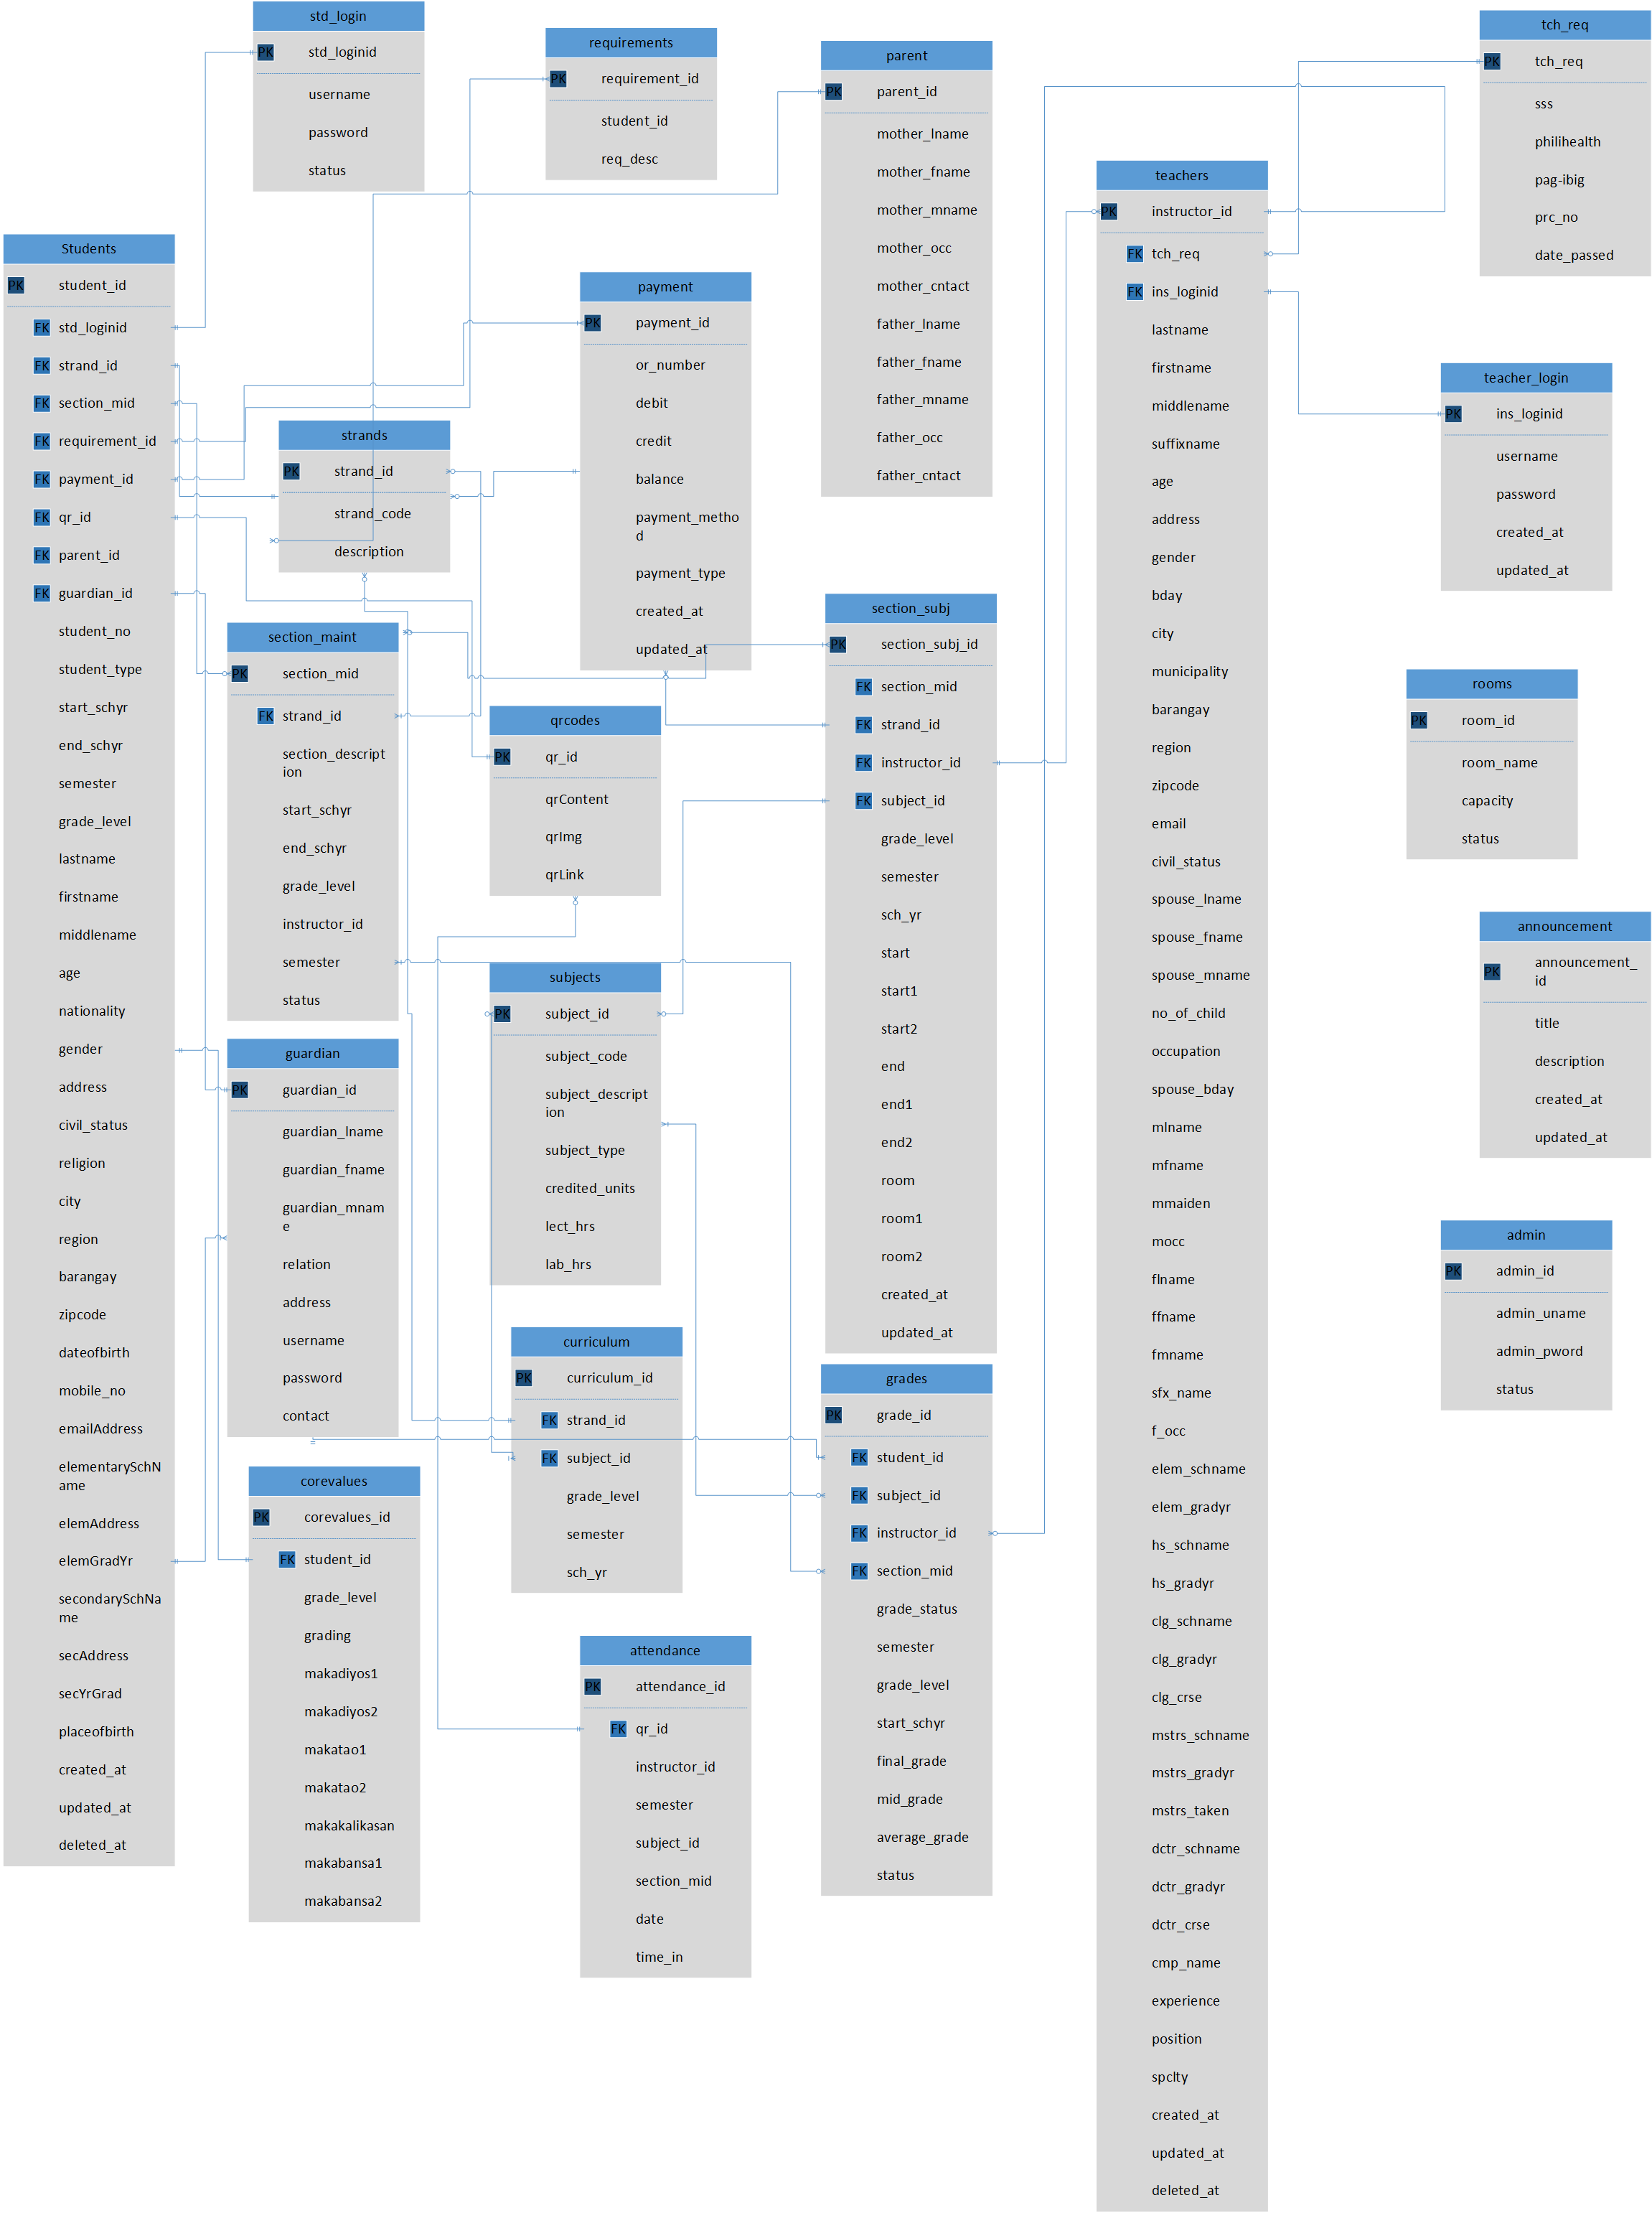 std_login
PK
std_loginid
username
password
status
requirements
PK
requirement_id
student_id
req_desc
parent
PK
parent_id
mother_lname
mother_fname
mother_mname
mother_occ
mother_cntact
father_lname
father_fname
father_mname
father_occ
father_cntact
tch_req
PK
tch_req
sss
philihealth
pag-ibig
prc_no
date_passed
teachers
PK
instructor_id
FK
tch_req
FK
ins_loginid
lastname
firstname
middlename
suffixname
age
address
gender
bday
city
municipality
barangay
region
zipcode
email
civil_status
spouse_lname
spouse_fname
spouse_mname
no_of_child
occupation
spouse_bday
mlname
mfname
mmaiden
mocc
flname
ffname
fmname
sfx_name
f_occ
elem_schname
elem_gradyr
hs_schname
hs_gradyr
clg_schname
clg_gradyr
clg_crse
mstrs_schname
mstrs_gradyr
mstrs_taken
dctr_schname
dctr_gradyr
dctr_crse
cmp_name
experience
position
spclty
created_at
updated_at
deleted_at
Students
PK
student_id
FK
std_loginid
FK
strand_id
FK
section_mid
FK
requirement_id
FK
payment_id
FK
qr_id
FK
parent_id
FK
guardian_id
student_no
student_type
start_schyr
end_schyr
semester
grade_level
lastname
firstname
middlename
age
nationality
gender
address
civil_status
religion
city
region
barangay
zipcode
dateofbirth
mobile_no
emailAddress
elementarySchN
ame
elemAddress
elemGradYr
secondarySchNa
me
secAddress
secYrGrad
placeofbirth
created_at
updated_at
deleted_at
payment
PK
payment_id
or_number
debit
credit
balance
payment_metho
d
payment_type
created_at
updated_at
strands
PK
strand_id
strand_code
description
teacher_login
PK
ins_loginid
username
password
created_at
updated_at
section_maint
PK
section_mid
FK
strand_id
section_descript
ion
start_schyr
end_schyr
grade_level
instructor_id
semester
status
section_subj
PK
section_subj_id
FK
section_mid
FK
strand_id
FK
instructor_id
FK
subject_id
grade_level
semester
sch_yr
start
start1
start2
end
end1
end2
room
room1
room2
created_at
updated_at
qrcodes
PK
qr_id
qrContent
qrImg
qrLink
rooms
PK
room_id
room_name
capacity
status
announcement
PK
announcement_
id
title
description
created_at
updated_at
subjects
PK
subject_id
subject_code
subject_descript
ion
subject_type
credited_units
lect_hrs
lab_hrs
guardian
PK
guardian_id
guardian_lname
guardian_fname
guardian_mnam
e
relation
address
username
password
contact
admin
PK
admin_id
admin_uname
admin_pword
status
curriculum
PK
curriculum_id
FK
strand_id
FK
subject_id
grade_level
semester
sch_yr
grades
PK
grade_id
FK
student_id
FK
subject_id
FK
instructor_id
FK
section_mid
grade_status
semester
grade_level
start_schyr
final_grade
mid_grade
average_grade
status
corevalues
PK
corevalues_id
FK
student_id
grade_level
grading
makadiyos1
makadiyos2
makatao1
makatao2
makakalikasan
makabansa1
makabansa2
attendance
PK
attendance_id
FK
qr_id
instructor_id
semester
subject_id
section_mid
date
time_in